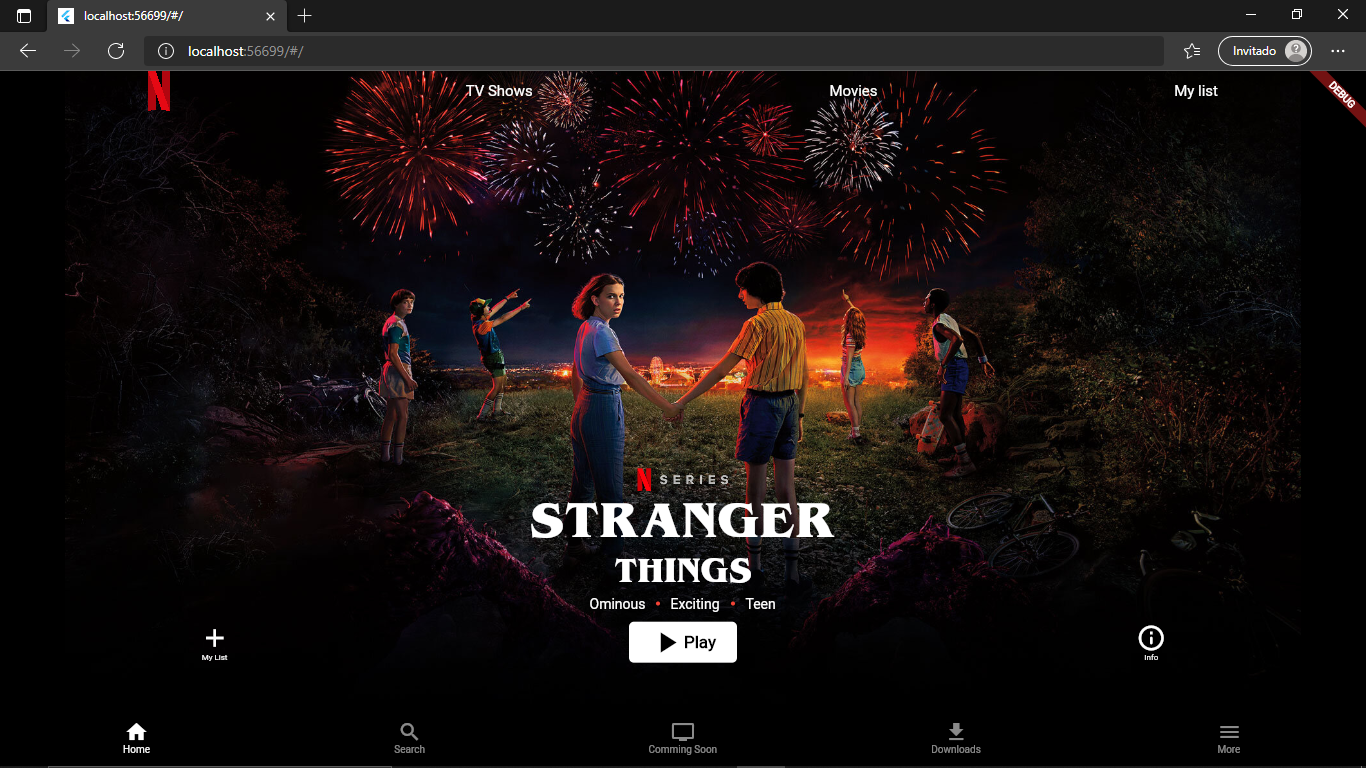 localhost:56699/#/
localhost:56699/#/
Invitado
TV Shows
Movies
My list
DEBUG
N SERIES
STRANGER
THINGS
Ominous • Exciting • Teen
My List
Play
Info
Home
Search
Comming Soon
Downloads
More